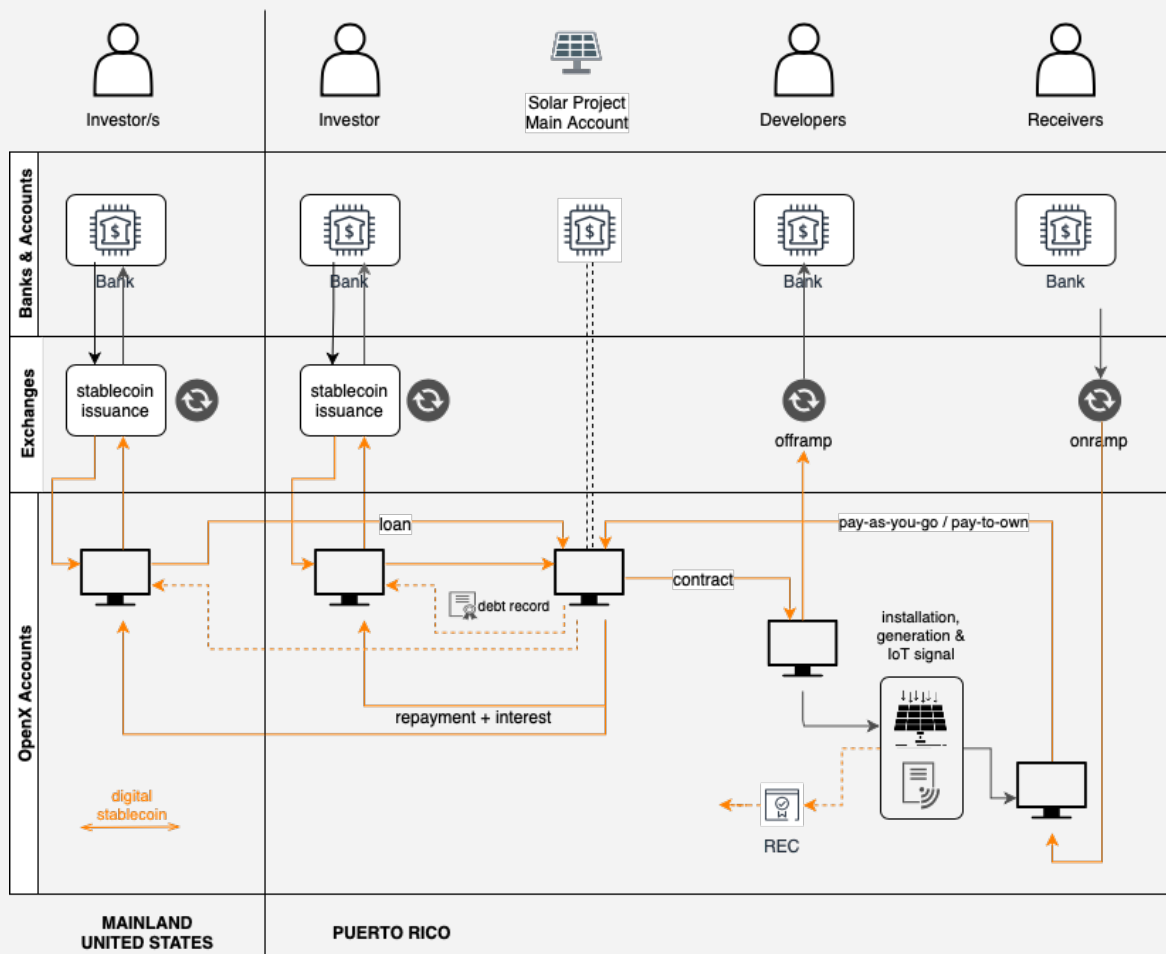 Investor/s
Investor
Solar Project
Main Account
Developers
Receivers
Banks & Accounts
$
Bank
$
Bank
$
$
Bank
$
Bank
Exchanges
stablecoin
issuance
stablecoin
issuance
offramp
onramp
OpenX Accounts
loan
pay-as-you-go / pay-to-own
contract
debt record
installation,
generation &
IoT signal
repayment + interest
digital
stablecoin
REC
MAINLAND
UNITED STATES
PUERTO RICO